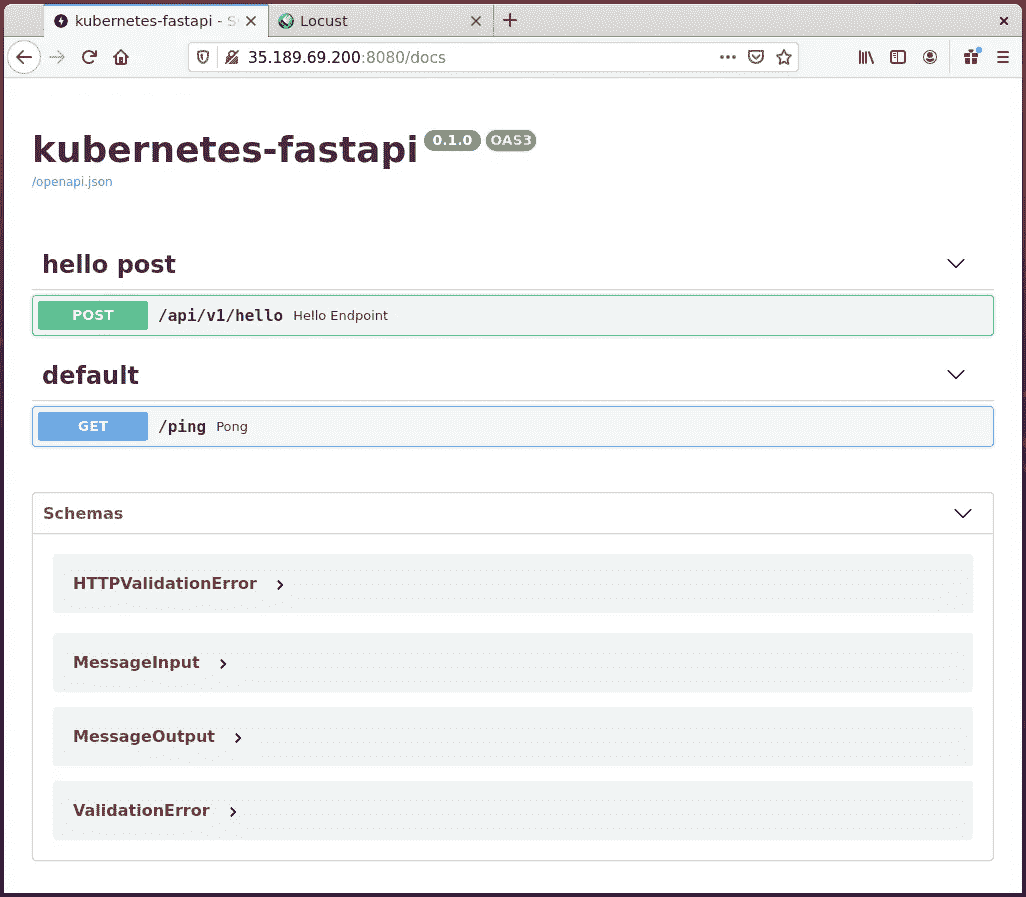 kubernetes-fastapi - S
Locust
35.189.69.200:8080/docs
kubernetes-fastapi 0.1.0 OAS3
/openapi.json
hello post
POST /api/v1/hello Hello Endpoint
default
GET /ping Pong
Schemas
HTTPValidationError
MessageInput
MessageOutput
ValidationError